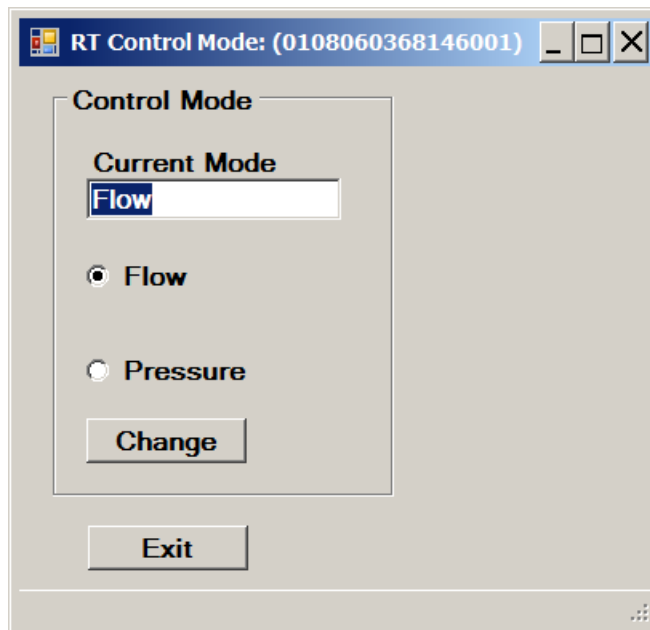 RT Control Mode: (0108060368146001)
Control Mode
Current Mode
Flow
Flow
Pressure
Change
Exit